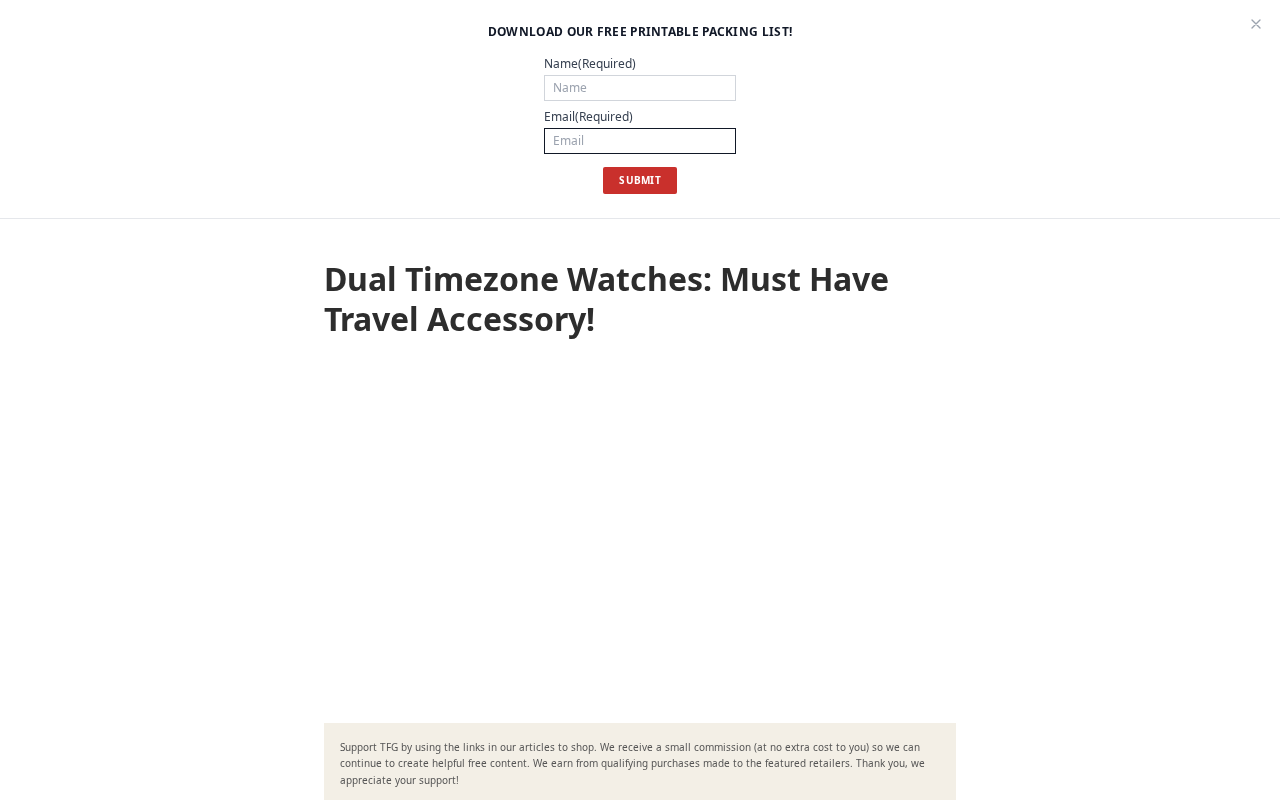 DOWNLOAD OUR FREE PRINTABLE PACKING LIST!
Name(Required)
Name
Email(Required)
Email
SUBMIT
Dual Timezone Watches: Must Have
Travel Accessory!
Support TFG by using the links in our articles to shop. We receive a small commission (at no extra cost to you) so we can
continue to create helpful free content. We earn from qualifying purchases made to the featured retailers. Thank you, we
appreciate your support!